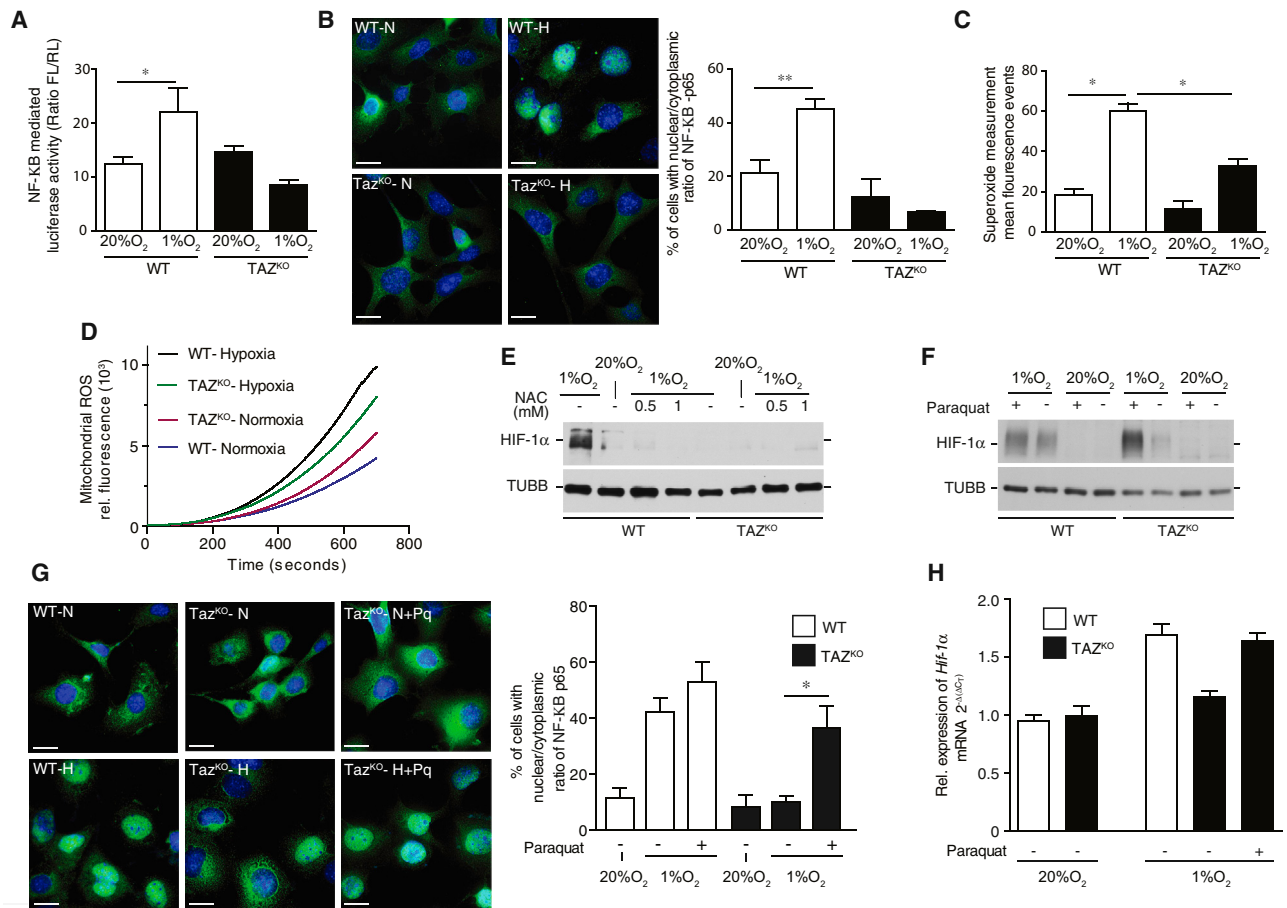 A
NF-KB mediated
luciferase activity (Ratio FL/RL)
30
20
10
0
*
20%O₂
1%O₂
20%O₂
1%O₂
WT
TAZᴷᴼ
B
WT-N
WT-H
Tazᴷᴼ- N
Tazᴷᴼ- H
% of cells with nuclear/cytoplasmic
ratio of NF-KB -p65
60
40
20
0
**
20%O₂
1%O₂
20%O₂
1%O₂
WT
TAZᴷᴼ
C
Superoxide measurement
mean flourescence events
80
60
40
20
0
*
*
20%O₂
1%O₂
20%O₂
1%O₂
WT
TAZᴷᴼ
D
Mitochondrial ROS
rel. fluorescence (10³)
10
5
0
WT- Hypoxia
TAZᴷᴼ- Hypoxia
TAZᴷᴼ- Normoxia
WT- Normoxia
0
200
400
600
800
Time (seconds)
E
1%O₂
20%O₂
1%O₂
20%O₂
1%O₂
NAC
(mM)
- - 0.5 1 - - 0.5 1
HIF-1α
TUBB
WT
TAZᴷᴼ
F
1%O₂ 20%O₂ 1%O₂ 20%O₂
Paraquat + - + - + - + -
HIF-1α
TUBB
WT
TAZᴷᴼ
G
WT-N
Tazᴷᴼ- N
Tazᴷᴼ- N+Pq
WT-H
Tazᴷᴼ- H
Tazᴷᴼ- H+Pq
% of cells with
nuclear/cytoplasmic
ratio of NF-KB p65
80
60
40
20
0
WT
TAZᴷᴼ
*
Paraquat - - + - - +
20%O₂
1%O₂
20%O₂
1%O₂
H
Rel. expression of Hif-1α
mRNA 2^-Δ(ΔC_T)
2.0
1.5
1.0
0.5
0
WT
TAZᴷᴼ
Paraquat - - - - +
20%O₂
1%O₂